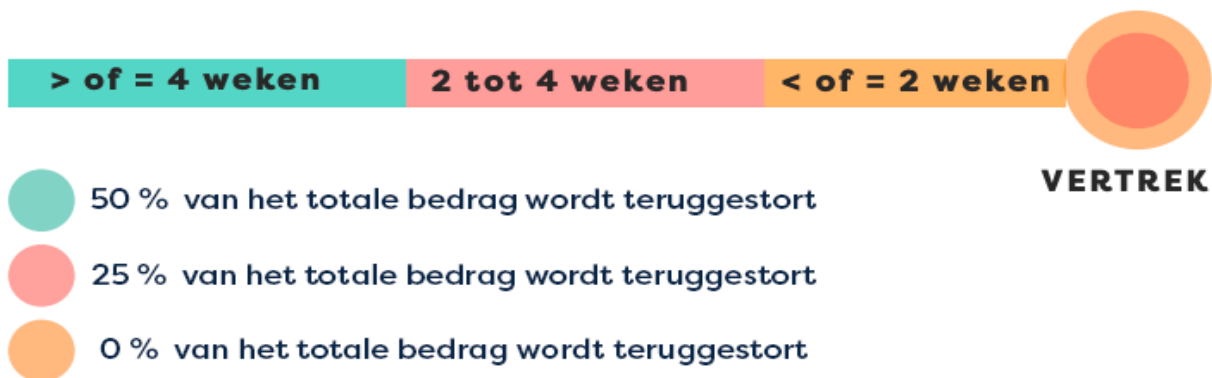 > of = 4 weken 2 tot 4 weken < of = 2 weken
VERTREK
50 % van het totale bedrag wordt teruggestort
25 % van het totale bedrag wordt teruggestort
0 % van het totale bedrag wordt teruggestort